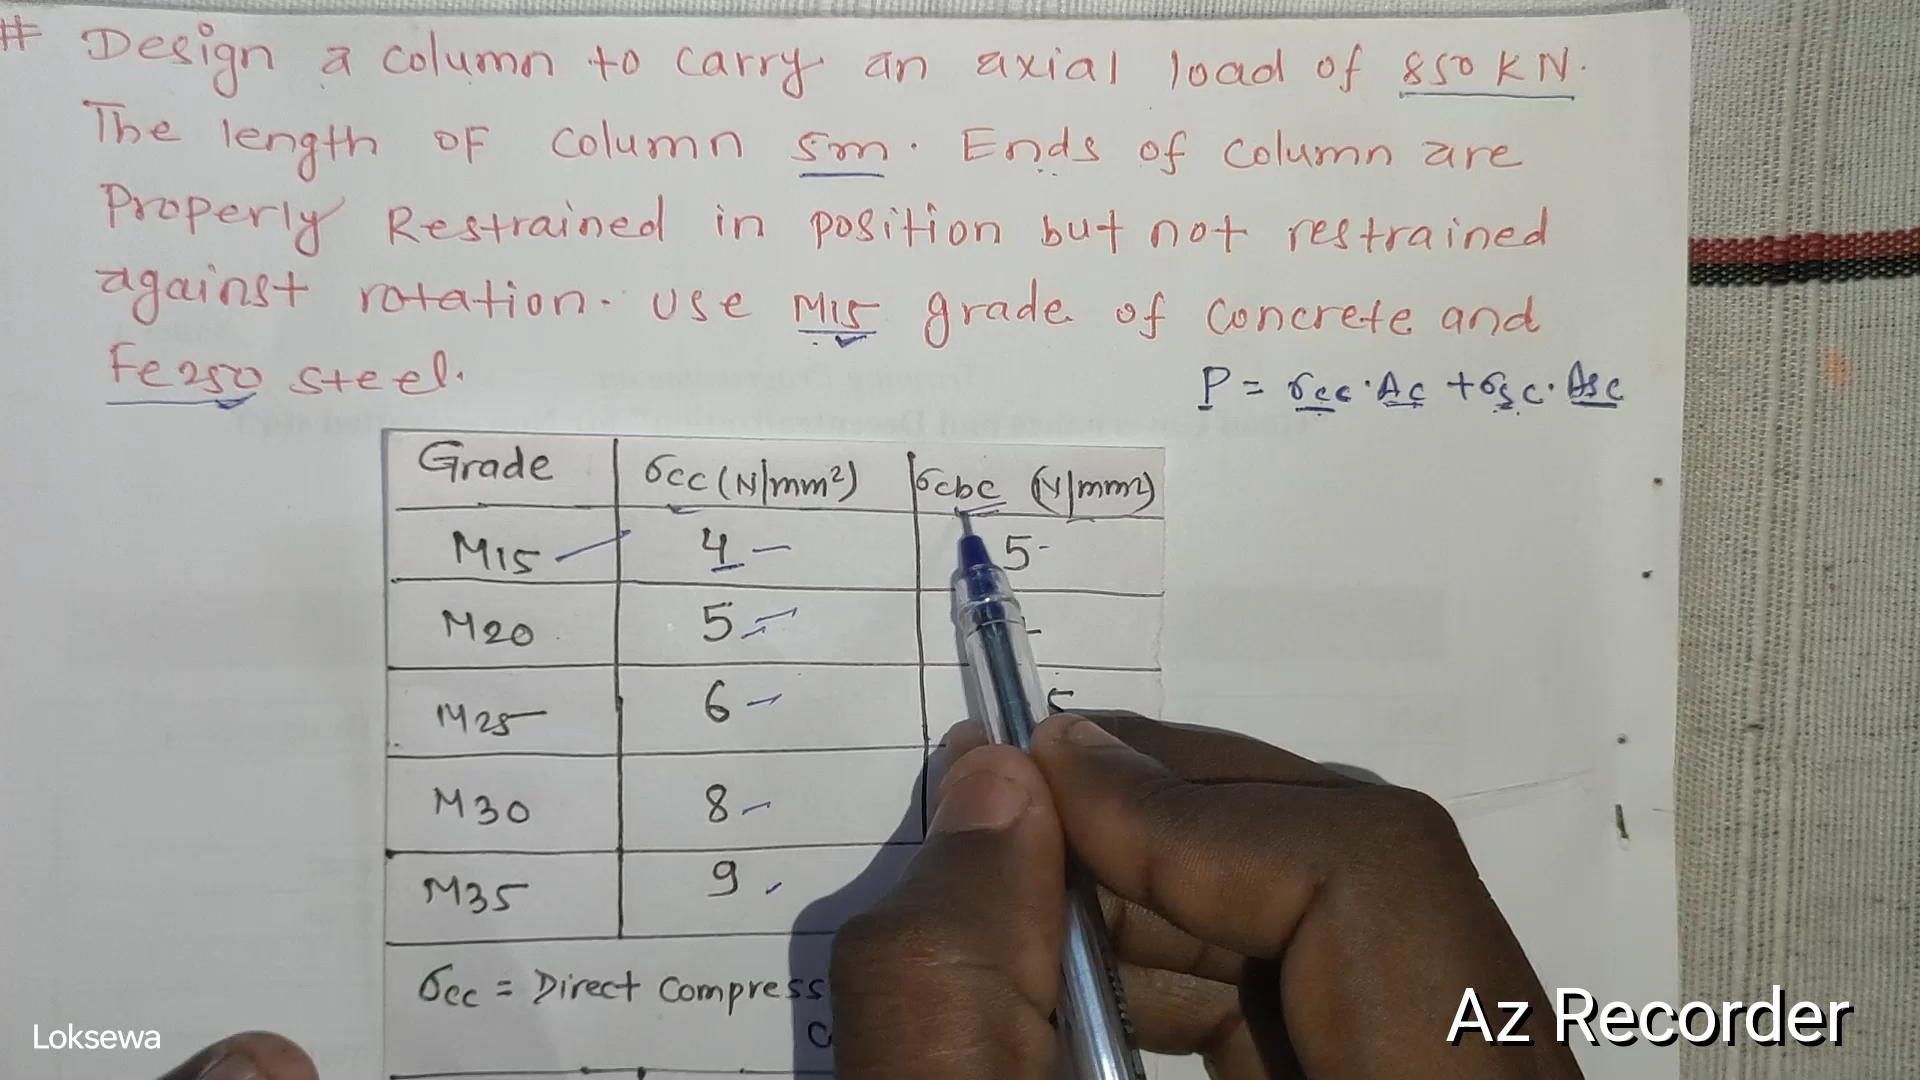 # Design a column to carry an axial load of 850 KN.
The length OF column 5m. Ends of column are
Properly Restrained in position but not restrained
against rotation. use M15 grade of concrete and
Fe250 steel.
P = σcc·Ac + σsc·Asc
Grade σcc (N/mm²) σcbc (N/mm²)
M15 4 5
M20 5
M25 6
M30 8
M35 9
σcc = Direct compress
Loksewa
Az Recorder